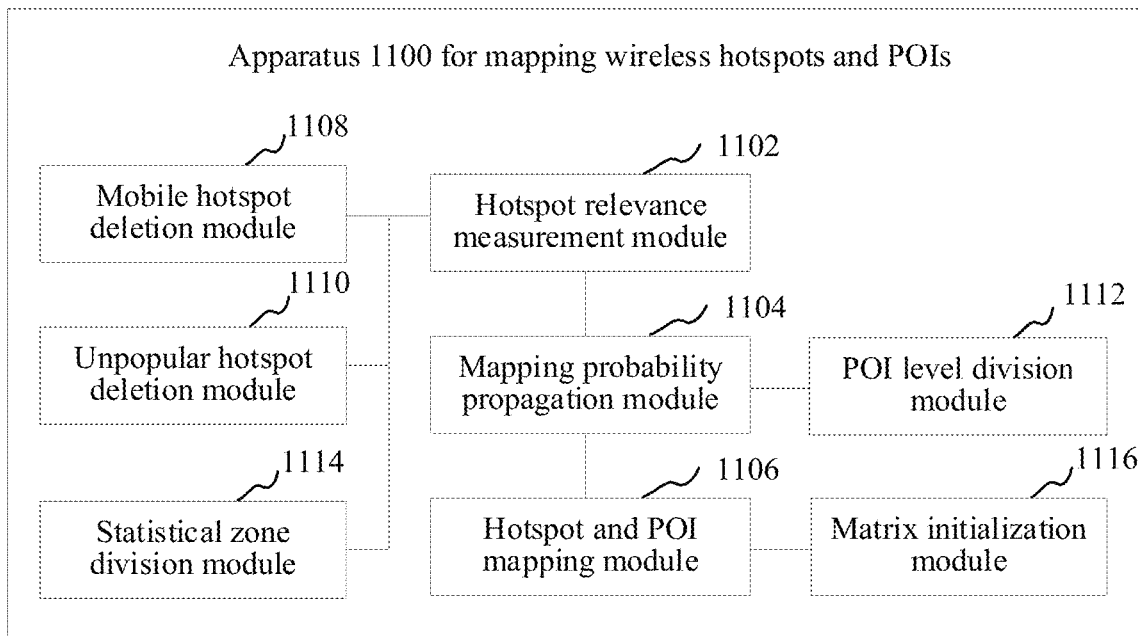 Apparatus 1100 for mapping wireless hotspots and POIs
1108
Mobile hotspot
deletion module
1102
Hotspot relevance
measurement module
1110
Unpopular hotspot
deletion module
1104
Mapping probability
propagation module
1112
POI level division
module
1114
Statistical zone
division module
1106
Hotspot and POI
mapping module
1116
Matrix initialization
module